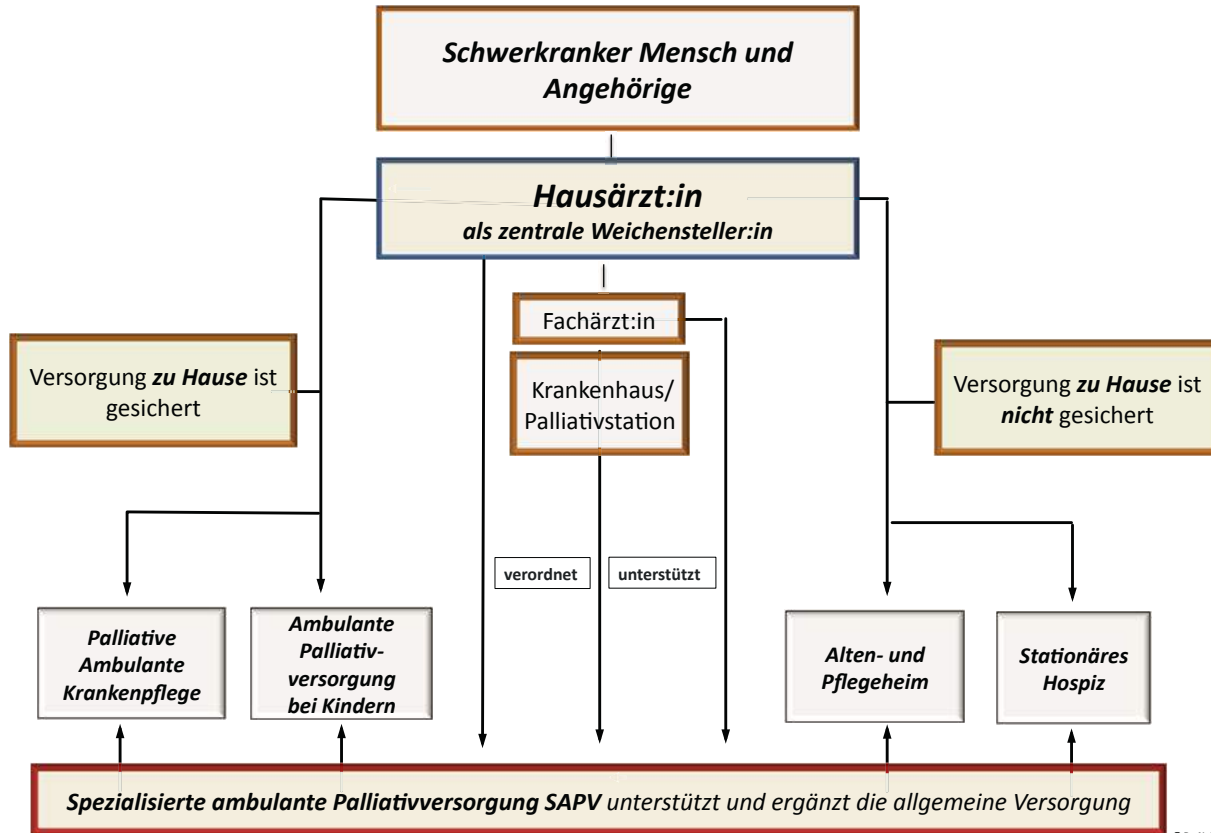 Schwerkranker Mensch und
Angehörige
Hausärzt:in
als zentrale Weichensteller:in
Fachärzt:in
Krankenhaus/
Palliativstation
Versorgung zu Hause ist
gesichert
Versorgung zu Hause ist
nicht gesichert
verordnet
unterstützt
Palliative
Ambulante
Krankenpflege
Ambulante
Palliativ-
versorgung
bei Kindern
Alten- und
Pflegeheim
Stationäres
Hospiz
Spezialisierte ambulante Palliativversorgung SAPV unterstützt und ergänzt die allgemeine Versorgung